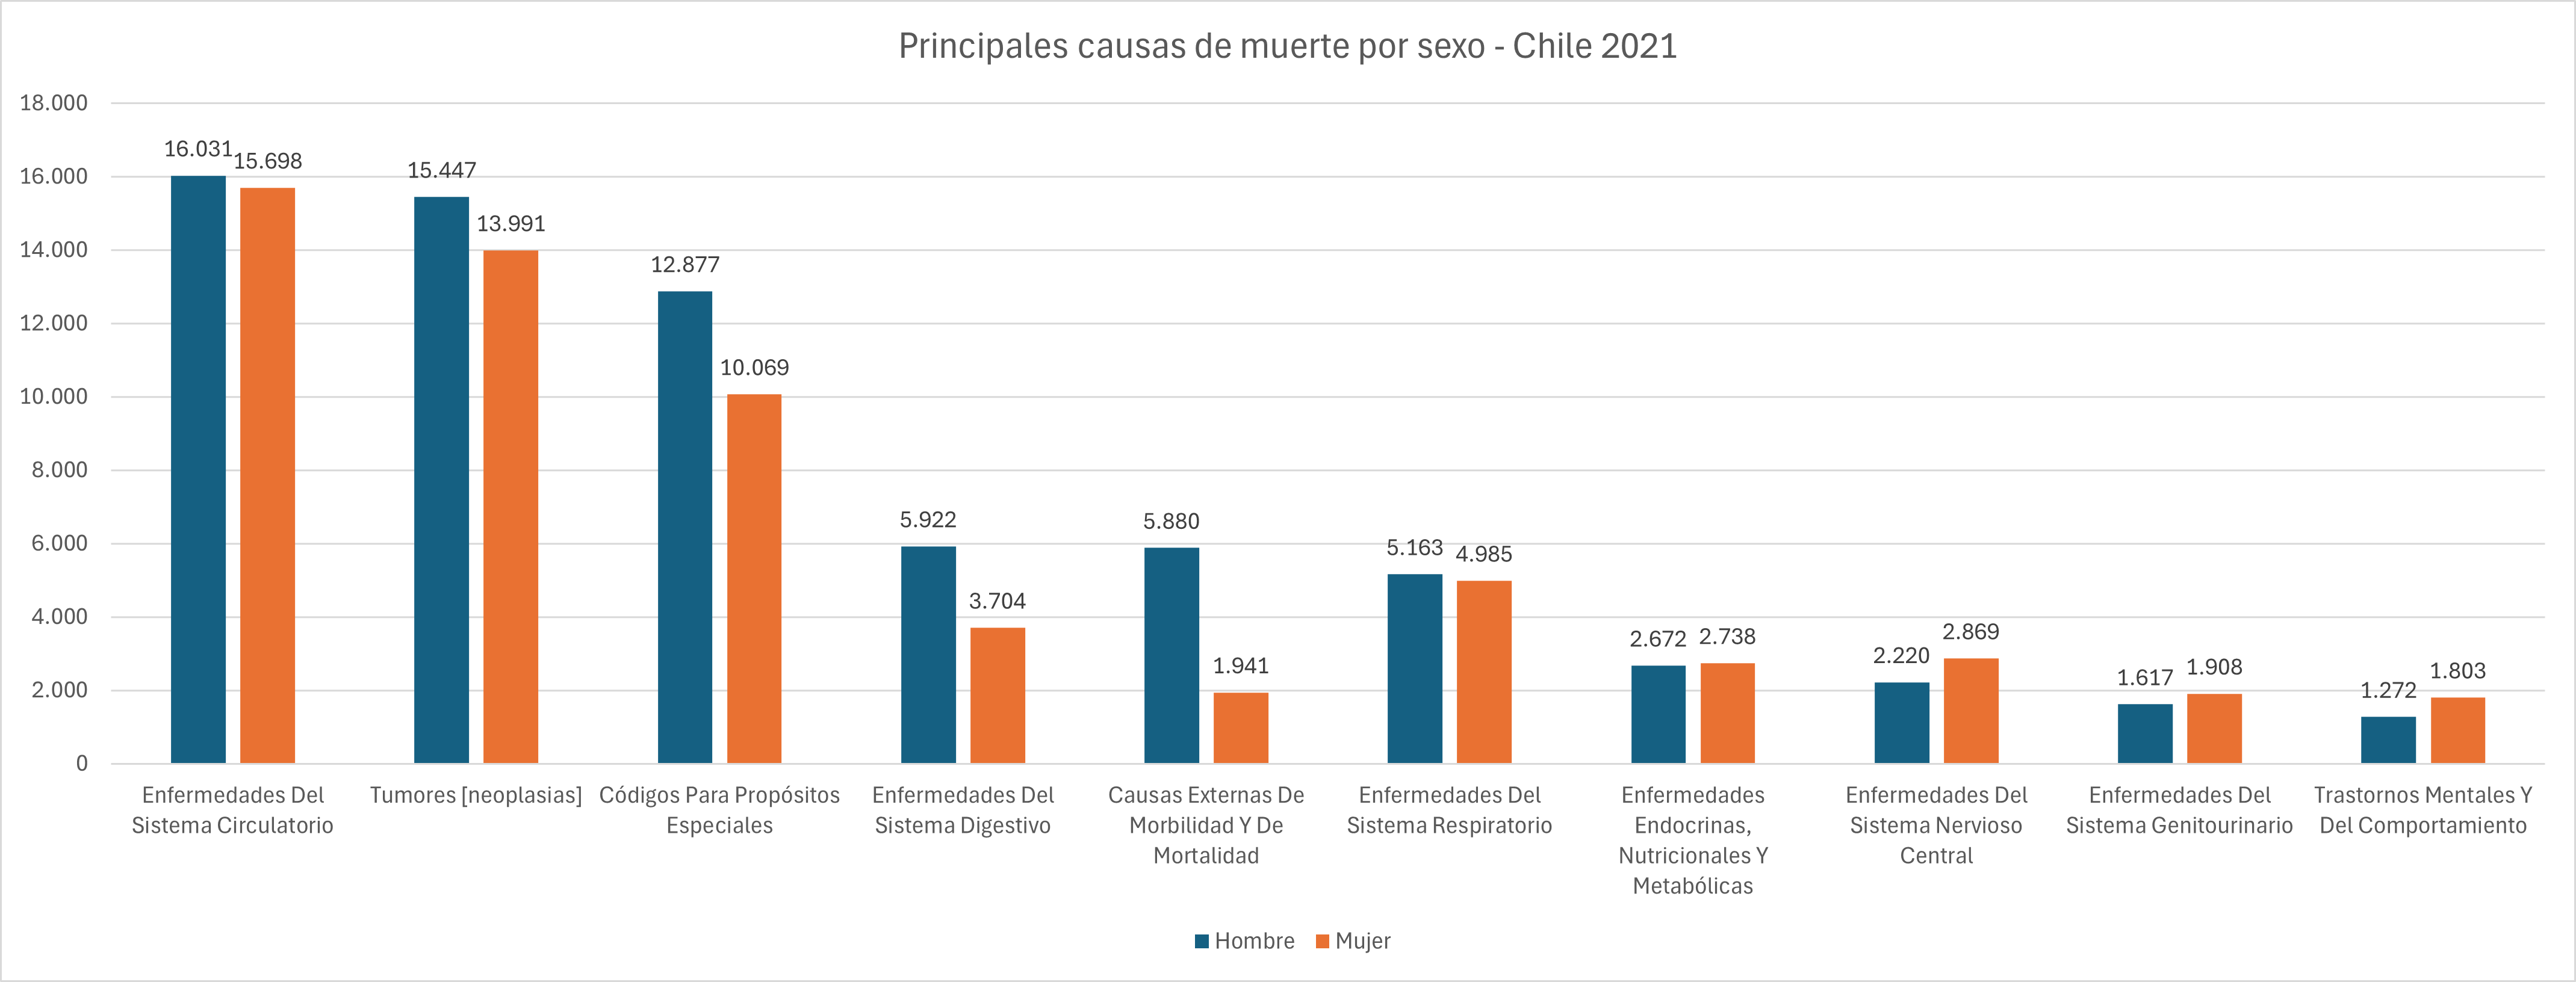 Principales causas de muerte por sexo - Chile 2021
18.000
16.000
14.000
12.000
10.000
8.000
6.000
4.000
2.000
0
16.031
15.698
15.447
13.991
12.877
10.069
5.922
3.704
5.880
1.941
5.163
4.985
2.672
2.738
2.220
2.869
1.617
1.908
1.272
1.803
Enfermedades Del
Sistema Circulatorio
Tumores [neoplasias]
Códigos Para Propósitos
Especiales
Enfermedades Del
Sistema Digestivo
Causas Externas De
Morbilidad Y De
Mortalidad
Enfermedades Del
Sistema Respiratorio
Enfermedades
Endocrinas,
Nutricionales Y
Metabólicas
Enfermedades Del
Sistema Nervioso
Central
Enfermedades Del
Sistema Genitourinario
Trastornos Mentales Y
Del Comportamiento
Hombre
Mujer